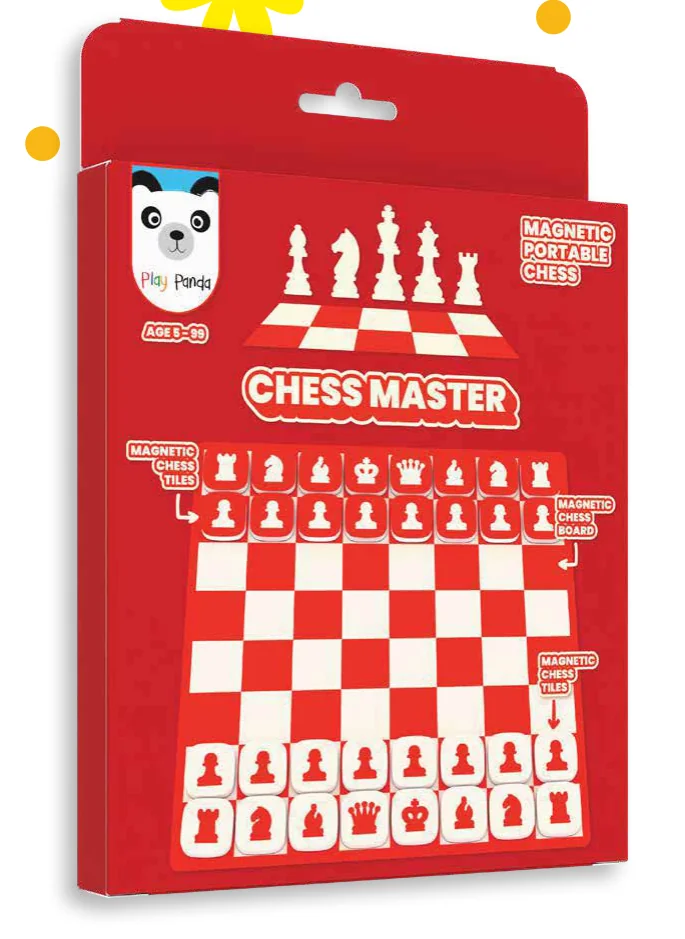 Play Panda
AGE 5-99
MAGNETIC
PORTABLE
CHESS
CHESS MASTER
MAGNETIC
CHESS
TILES
MAGNETIC
CHESS
BOARD
MAGNETIC
CHESS
TILES